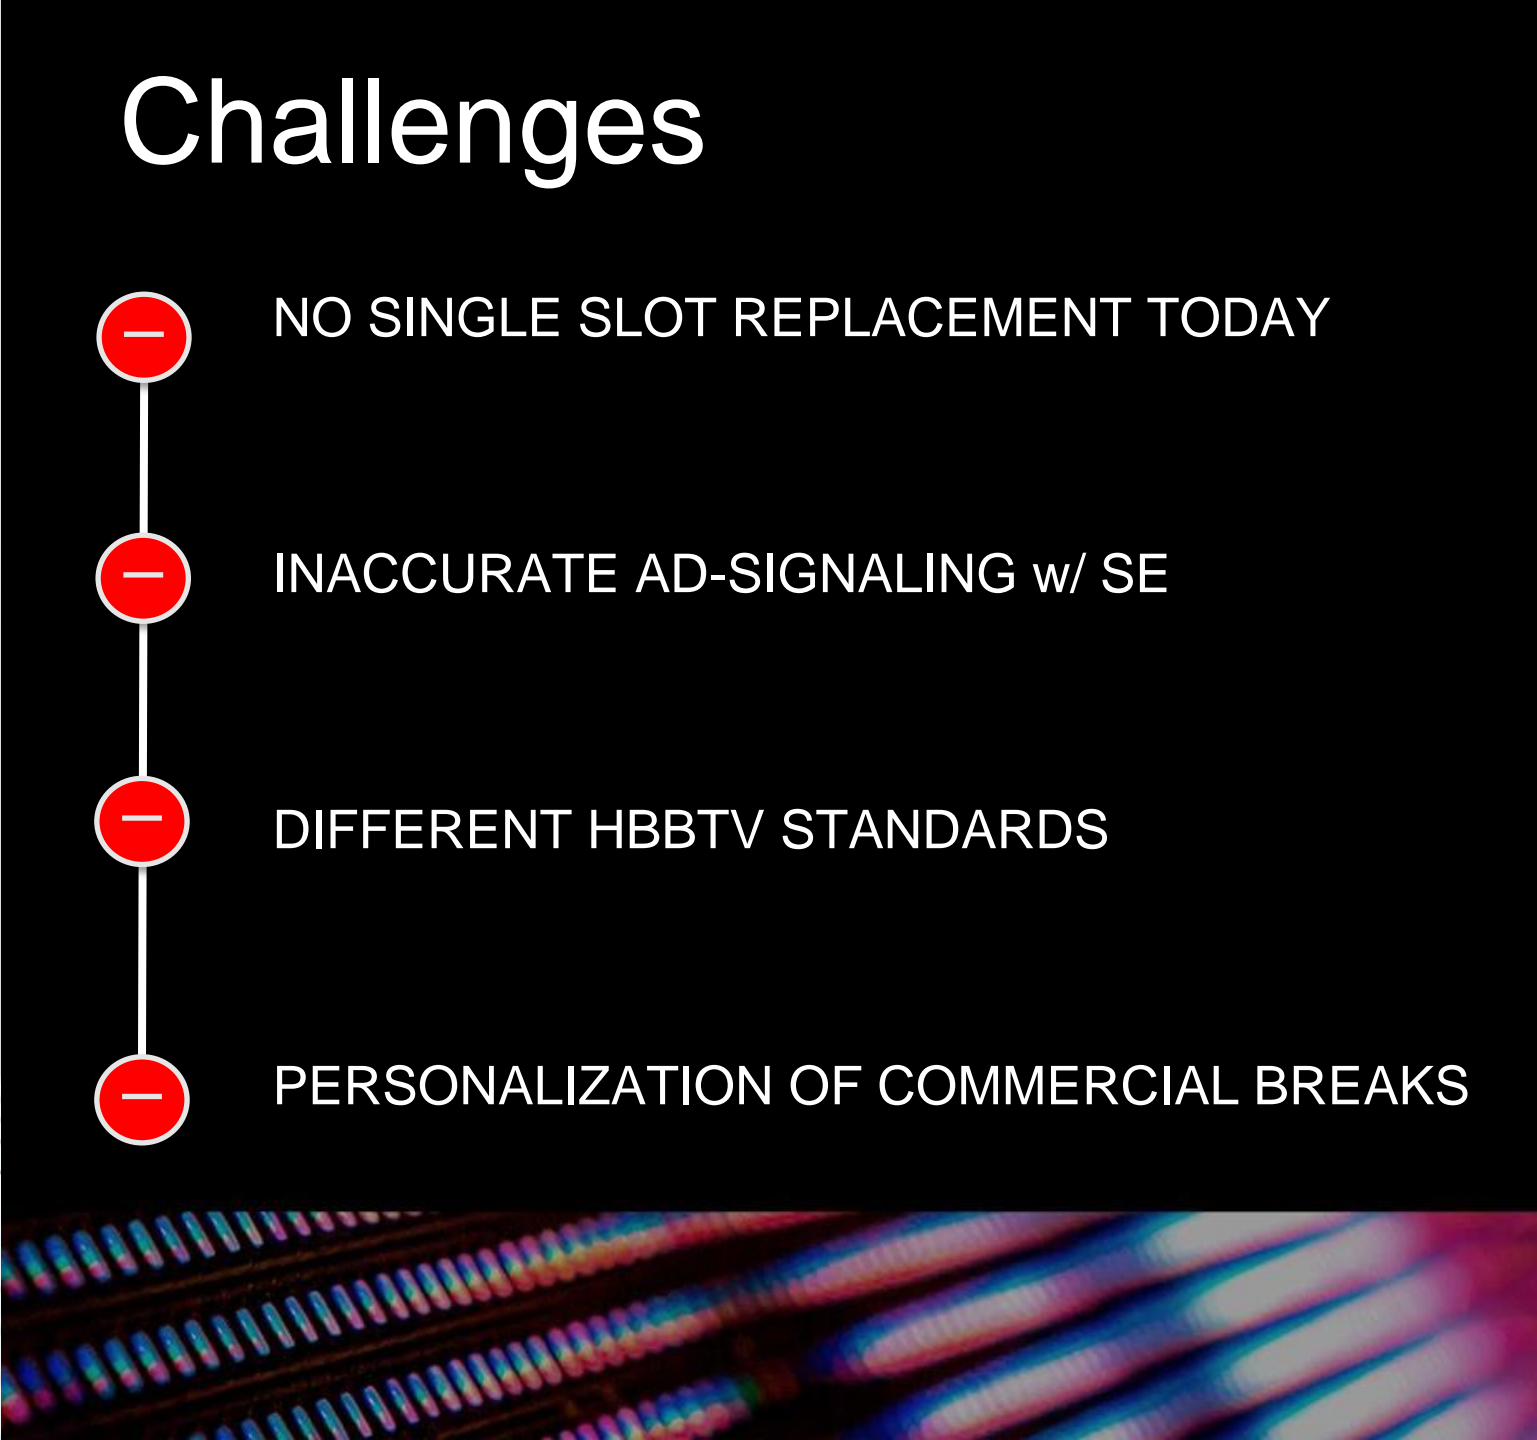 Challenges
NO SINGLE SLOT REPLACEMENT TODAY
INACCURATE AD-SIGNALING w/ SE
DIFFERENT HBBTV STANDARDS
PERSONALIZATION OF COMMERCIAL BREAKS